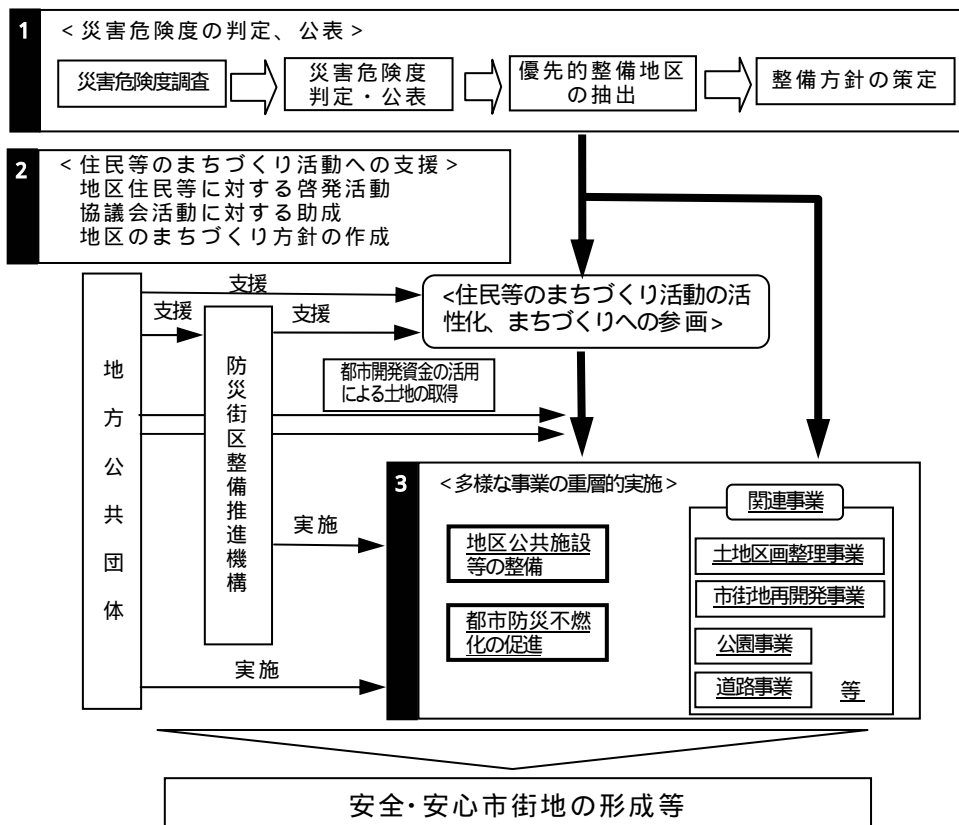 1
<災害危険度の判定、公表>
災害危険度調査
災害危険度
判定・公表
優先的整備地区
の抽出
整備方針の策定
2
<住民等のまちづくり活動への支援>
地区住民等に対する啓発活動
協議会活動に対する助成
地区のまちづくり方針の作成
支援
支援
支援
<住民等のまちづくり活動の活
性化、まちづくりへの参画>
地方公共団体
防災街区整備推進機構
都市開発資金の活用
による土地の取得
実施
実施
3
<多様な事業の重層的実施>
地区公共施設
等の整備
都市防災不燃
化の促進
関連事業
土地区画整理事業
市街地再開発事業
公園事業
道路事業
等
安全・安心市街地の形成等